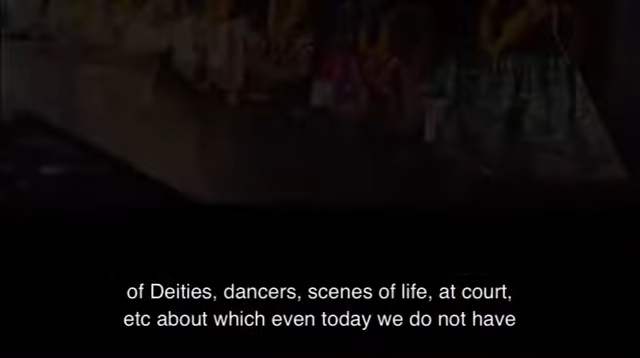 of Deities, dancers, scenes of life, at court,
etc about which even today we do not have